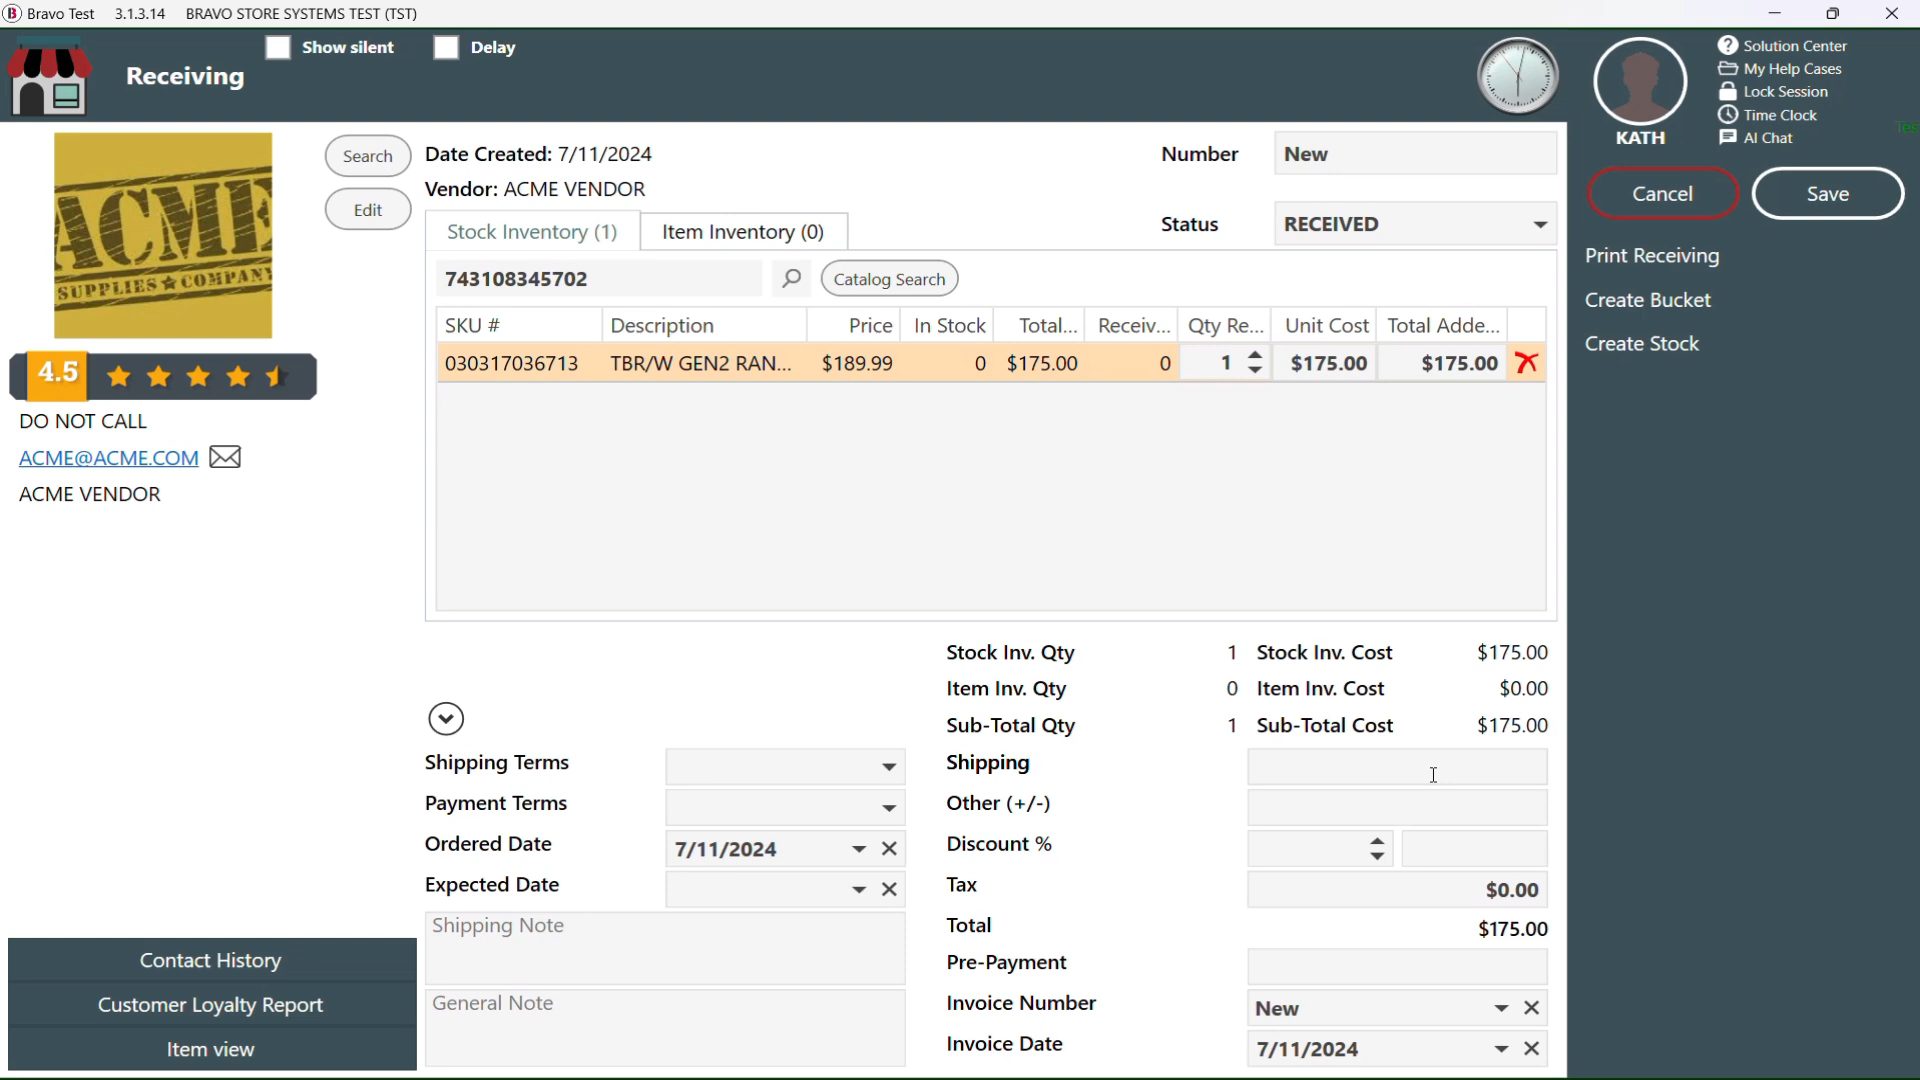 Bravo Test 3.1.3.14 BRAVO STORE SYSTEMS TEST (TST)
Receiving
Show silent
Delay
KATH
Solution Center
My Help Cases
Lock Session
Time Clock
AI Chat
Tes
Cancel
Save
Print Receiving
Create Bucket
Create Stock
ACME
SUPPLIES ★ COMPANY
4.5
DO NOT CALL
ACME@ACME.COM
ACME VENDOR
Contact History
Customer Loyalty Report
Item view
Search
Edit
Date Created: 7/11/2024
Vendor: ACME VENDOR
Number New
Status RECEIVED
Stock Inventory (1)
Item Inventory (0)
743108345702
Catalog Search
SKU # Description Price In Stock Total... Receiv... Qty Re... Unit Cost Total Adde...
030317036713 TBR/W GEN2 RAN... $189.99 0 $175.00 0 1 $175.00 $175.00
Stock Inv. Qty 1 Stock Inv. Cost $175.00
Item Inv. Qty 0 Item Inv. Cost $0.00
Sub-Total Qty 1 Sub-Total Cost $175.00
Shipping Terms
Payment Terms
Ordered Date 7/11/2024
Expected Date
Shipping Note
General Note
Shipping
Other (+/-)
Discount %
Tax $0.00
Total $175.00
Pre-Payment
Invoice Number New
Invoice Date 7/11/2024